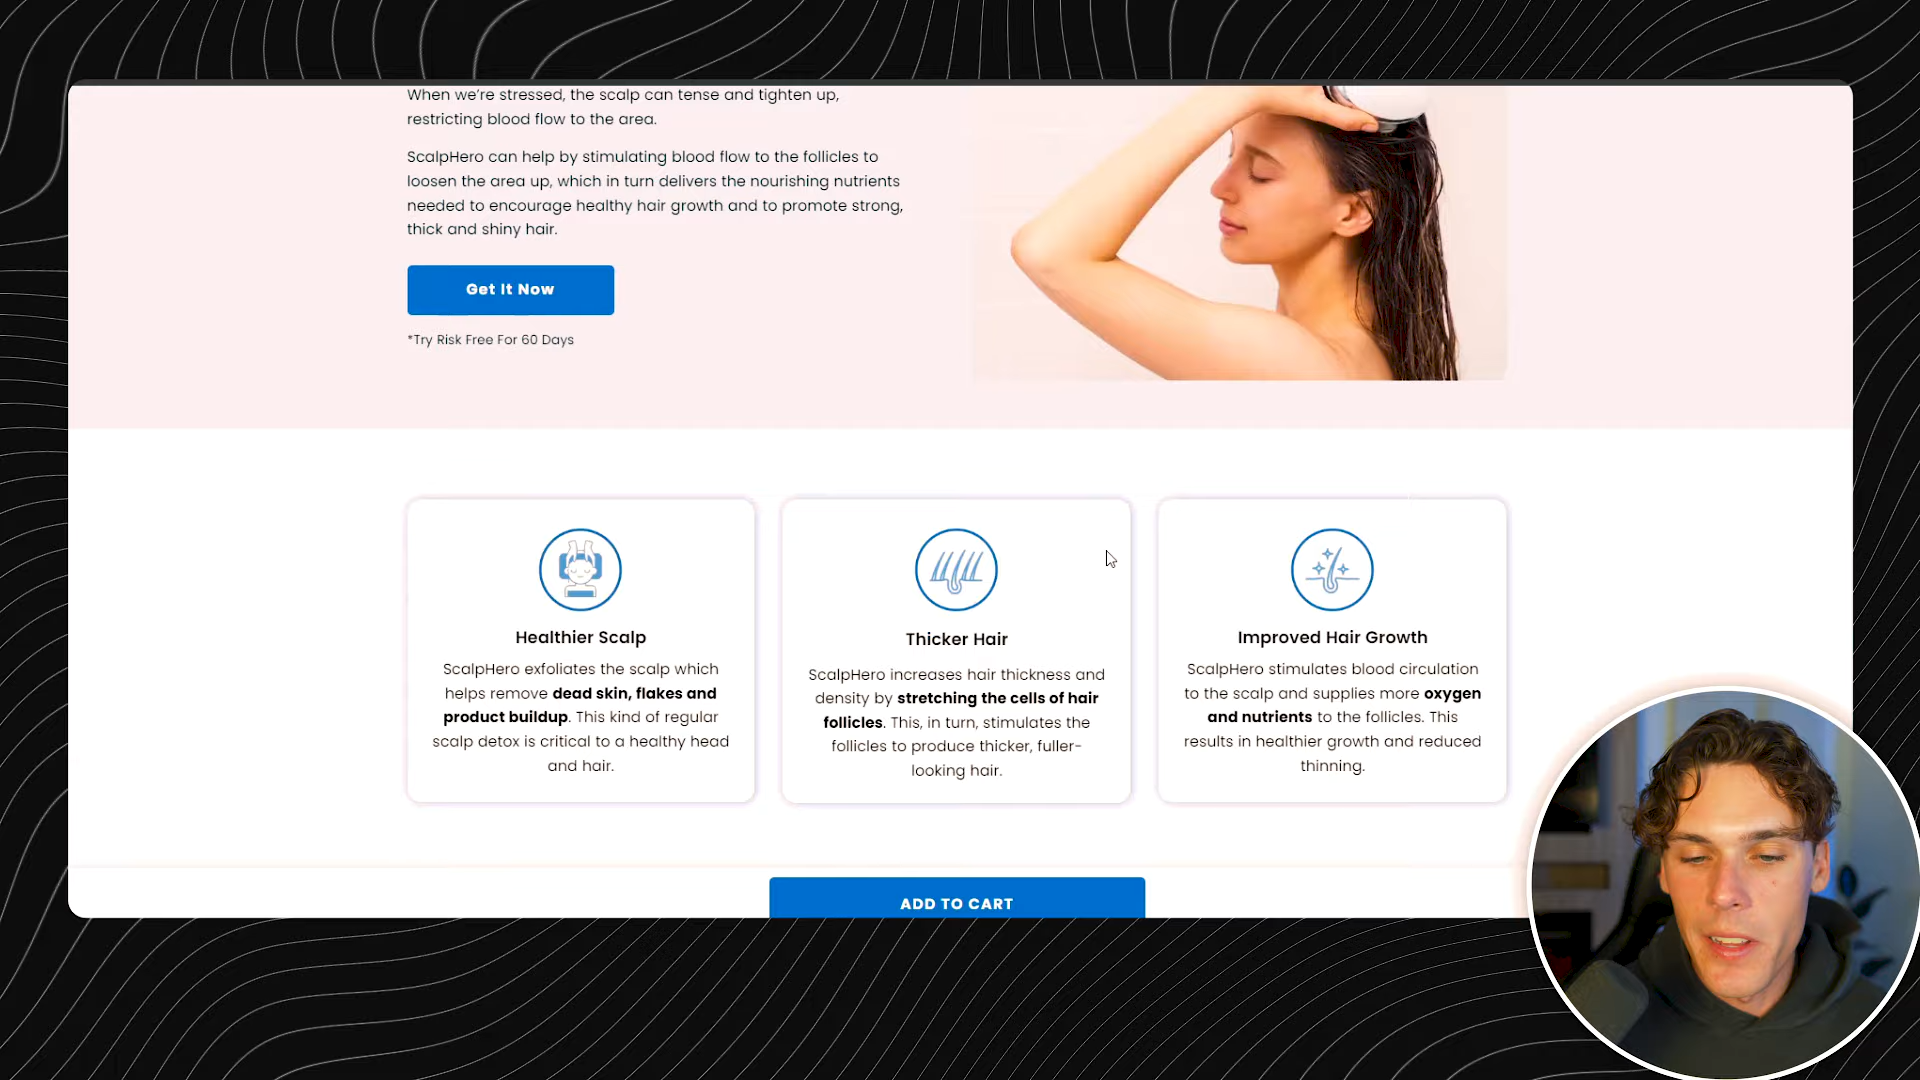 When we're stressed, the scalp can tense and tighten up,
restricting blood flow to the area.
ScalpHero can help by stimulating blood flow to the follicles to
loosen the area up, which in turn delivers the nourishing nutrients
needed to encourage healthy hair growth and to promote strong,
thick and shiny hair.
Get It Now
*Try Risk Free For 60 Days
Healthier Scalp
ScalpHero exfoliates the scalp which
helps remove dead skin, flakes and
product buildup. This kind of regular
scalp detox is critical to a healthy head
and hair.
Thicker Hair
ScalpHero increases hair thickness and
density by stretching the cells of hair
follicles. This, in turn, stimulates the
follicles to produce thicker, fuller-
looking hair.
Improved Hair Growth
ScalpHero stimulates blood circulation
to the scalp and supplies more oxygen
and nutrients to the follicles. This
results in healthier growth and reduced
thinning.
ADD TO CART